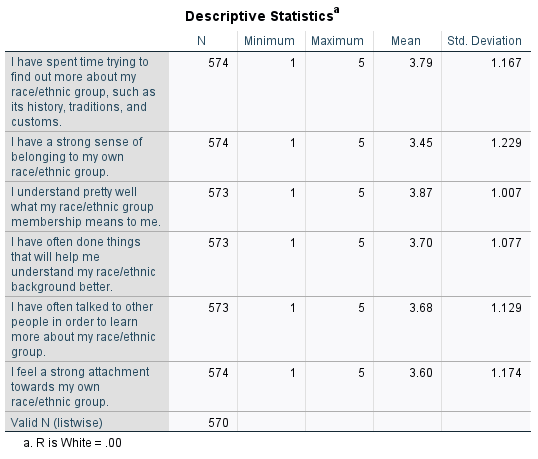 Descriptive Statisticsa
N Minimum Maximum Mean Std. Deviation
I have spent time trying to 574 1 5 3.79 1.167
find out more about my
race/ethnic group, such as
its history, traditions, and
customs.
I have a strong sense of 574 1 5 3.45 1.229
belonging to my own
race/ethnic group.
I understand pretty well 573 1 5 3.87 1.007
what my race/ethnic group
membership means to me.
I have often done things 573 1 5 3.70 1.077
that will help me
understand my race/ethnic
background better.
I have often talked to other 573 1 5 3.68 1.129
people in order to learn
more about my race/ethnic
group.
I feel a strong attachment 574 1 5 3.60 1.174
towards my own
race/ethnic group.
Valid N (listwise) 570
a. R is White = .00